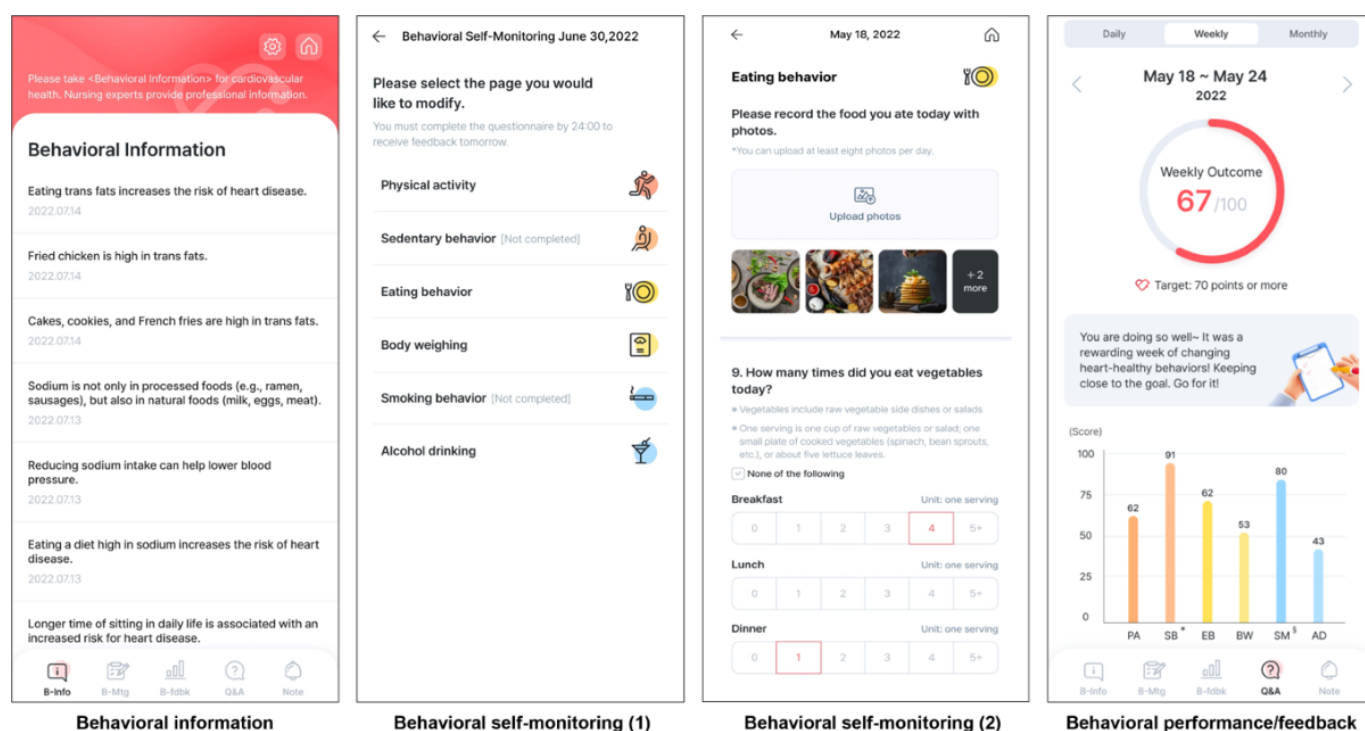 Please take <Behavioral Information> for cardiovascular
health. Nursing experts provide professional information.
Behavioral Information
Eating trans fats increases the risk of heart disease.
2022.07.14
Fried chicken is high in trans fats.
2022.07.14
Cakes, cookies, and French fries are high in trans fats.
2022.07.14
Sodium is not only in processed foods (e.g., ramen,
sausages), but also in natural foods (milk, eggs, meat).
2022.07.13
Reducing sodium intake can help lower blood
pressure.
2022.07.13
Eating a diet high in sodium increases the risk of heart
disease.
2022.07.13
Longer time of sitting in daily life is associated with an
increased risk for heart disease.
B-Info B-Mtg B-fdbk Q&A Note
Behavioral information
Behavioral Self-Monitoring June 30,2022
Please select the page you would
like to modify.
You must complete the questionnaire by 24:00 to
receive feedback tomorrow.
Physical activity
Sedentary behavior [Not completed]
Eating behavior
Body weighing
Smoking behavior [Not completed]
Alcohol drinking
Behavioral self-monitoring (1)
May 18, 2022
Eating behavior
Please record the food you ate today with
photos.
*You can upload at least eight photos per day.
Upload photos
+2
more
9. How many times did you eat vegetables
today?
* Vegetables include raw vegetable side dishes or salads
* One serving is one cup of raw vegetables or salad; one
small plate of cooked vegetables (spinach, bean sprouts,
etc.), or about five lettuce leaves.
None of the following
Breakfast Unit: one serving
0 1 2 3 4 5+
Lunch Unit: one serving
0 1 2 3 4 5+
Dinner Unit: one serving
0 1 2 3 4 5+
Behavioral self-monitoring (2)
Daily Weekly Monthly
May 18 ~ May 24
2022
Weekly Outcome
67 /100
Target: 70 points or more
You are doing so well~ It was a
rewarding week of changing
heart-healthy behaviors! Keeping
close to the goal. Go for it!
(Score)
100
75
50
25
0
62 91 62 53 80 43
PA SB * EB BW SM § AD
B-Info B-Mtg B-fdbk Q&A Note
Behavioral performance/feedback